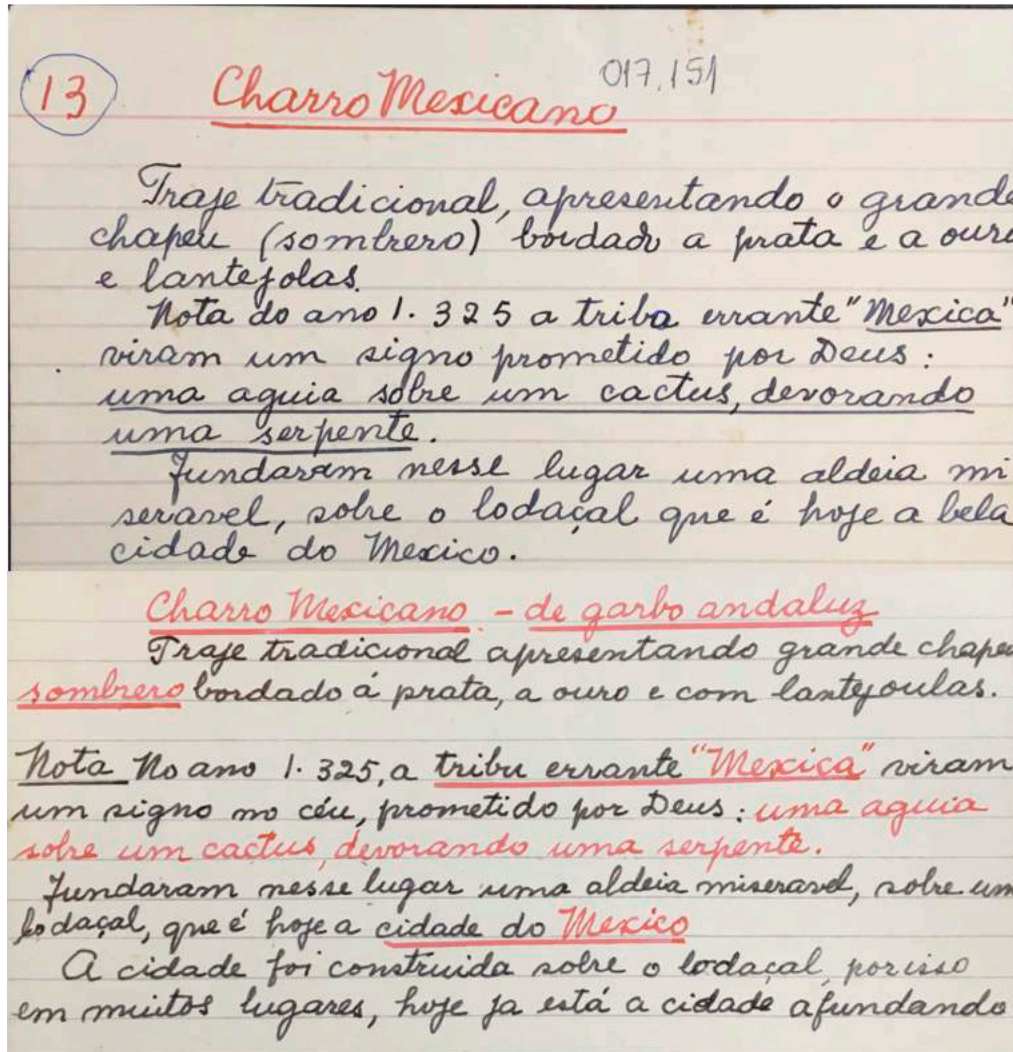 13 Charro Mexicano 017.151
Traje tradicional, apresentando o grande
chapeu (sombrero) bordado a prata e a ouro
e lantejolas.
Nota do ano 1.325 a triba errante "Mexica"
viram um signo prometido por Deus:
uma aguia sobre um cactus, devorando
uma serpente.
Fundaram nesse lugar uma aldeia mi
seravel, sobre o lodaçal que é hoje a bela
cidade do Mexico.
Charro Mexicano - de garbo andaluz
Traje tradicional apresentando grande chapeu
sombrero bordado á prata, a ouro e com lantejoulas.
Nota No ano 1.325, a tribu errante "Mexica" viram
um signo no céu, prometido por Deus: uma aguia
sobre um cactus, devorando uma serpente.
Fundaram nesse lugar uma aldeia miseravel, sobre um
lodaçal, que é hoje a cidade do Mexico
A cidade foi construida sobre o lodaçal, por isso
em muitos lugares, hoje ja está a cidade afundando